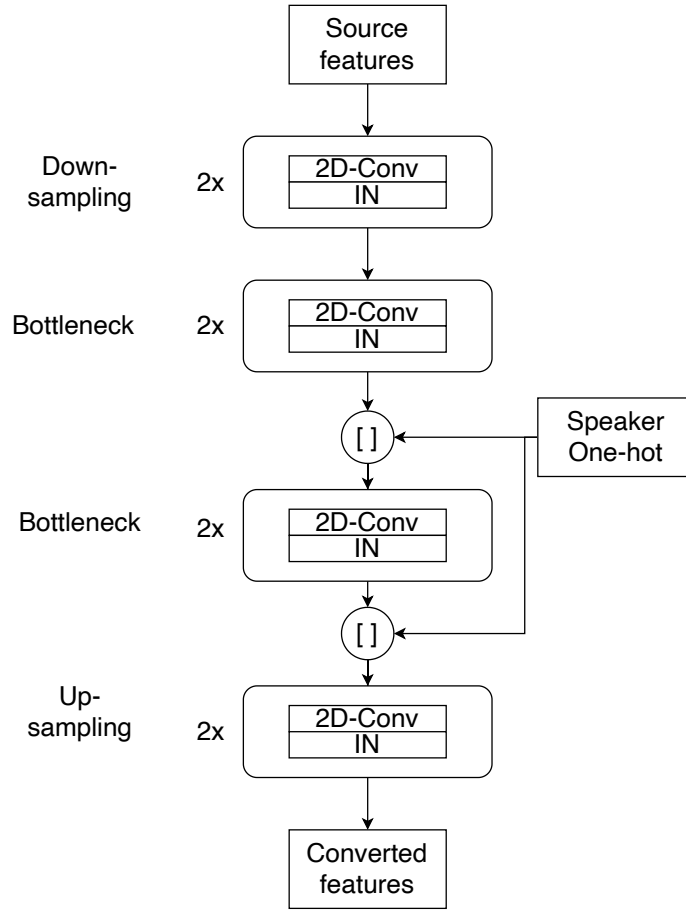 Source
features
Down-
sampling
2x
2D-Conv
IN
Bottleneck
2x
2D-Conv
IN
[ ]
Speaker
One-hot
Bottleneck
2x
2D-Conv
IN
[ ]
Up-
sampling
2x
2D-Conv
IN
Converted
features